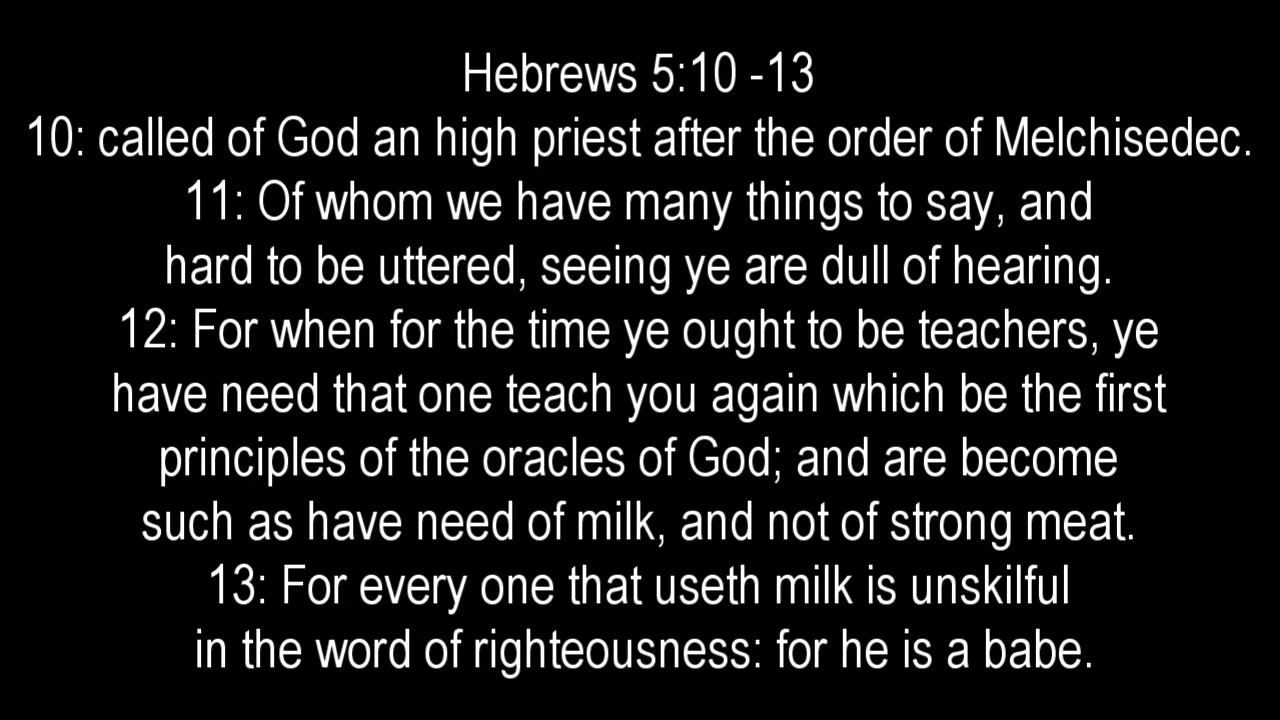 Hebrews 5:10 -13
10: called of God an high priest after the order of Melchisedec.
11: Of whom we have many things to say, and
hard to be uttered, seeing ye are dull of hearing.
12: For when for the time ye ought to be teachers, ye
have need that one teach you again which be the first
principles of the oracles of God; and are become
such as have need of milk, and not of strong meat.
13: For every one that useth milk is unskilful
in the word of righteousness: for he is a babe.